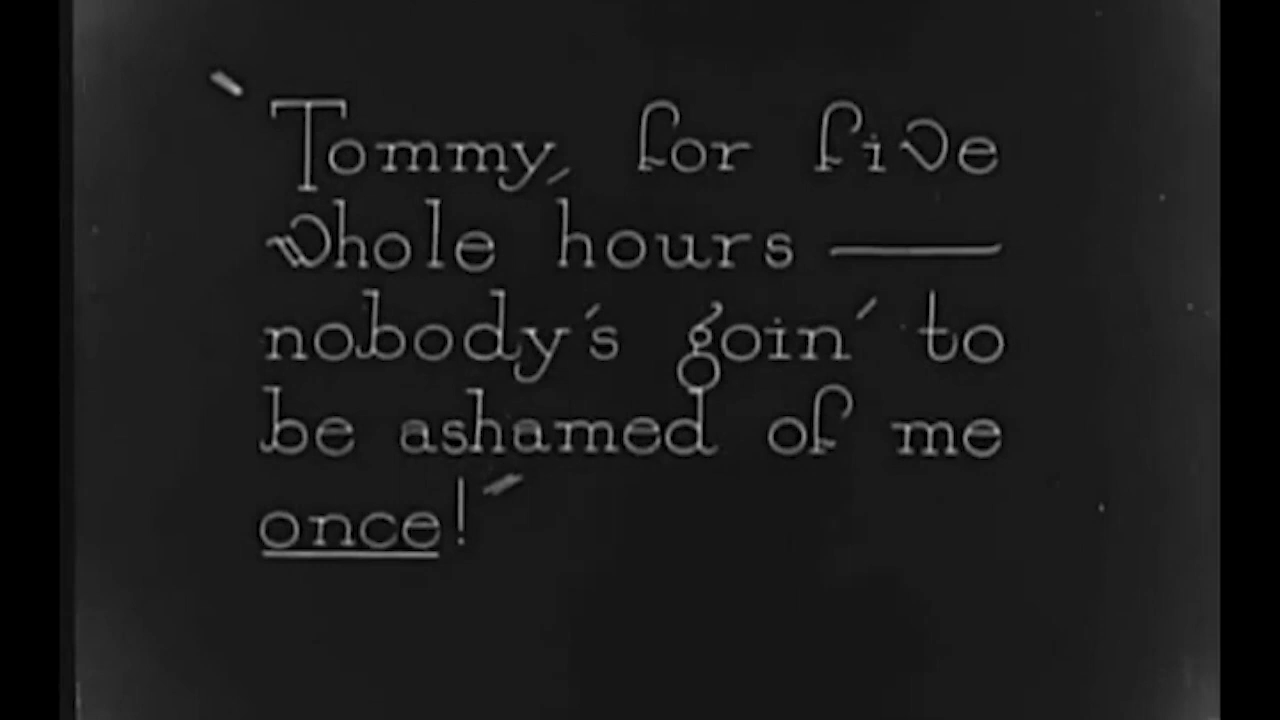 "Tommy, for five
whole hours —
nobody's goin' to
be ashamed of me
once!"